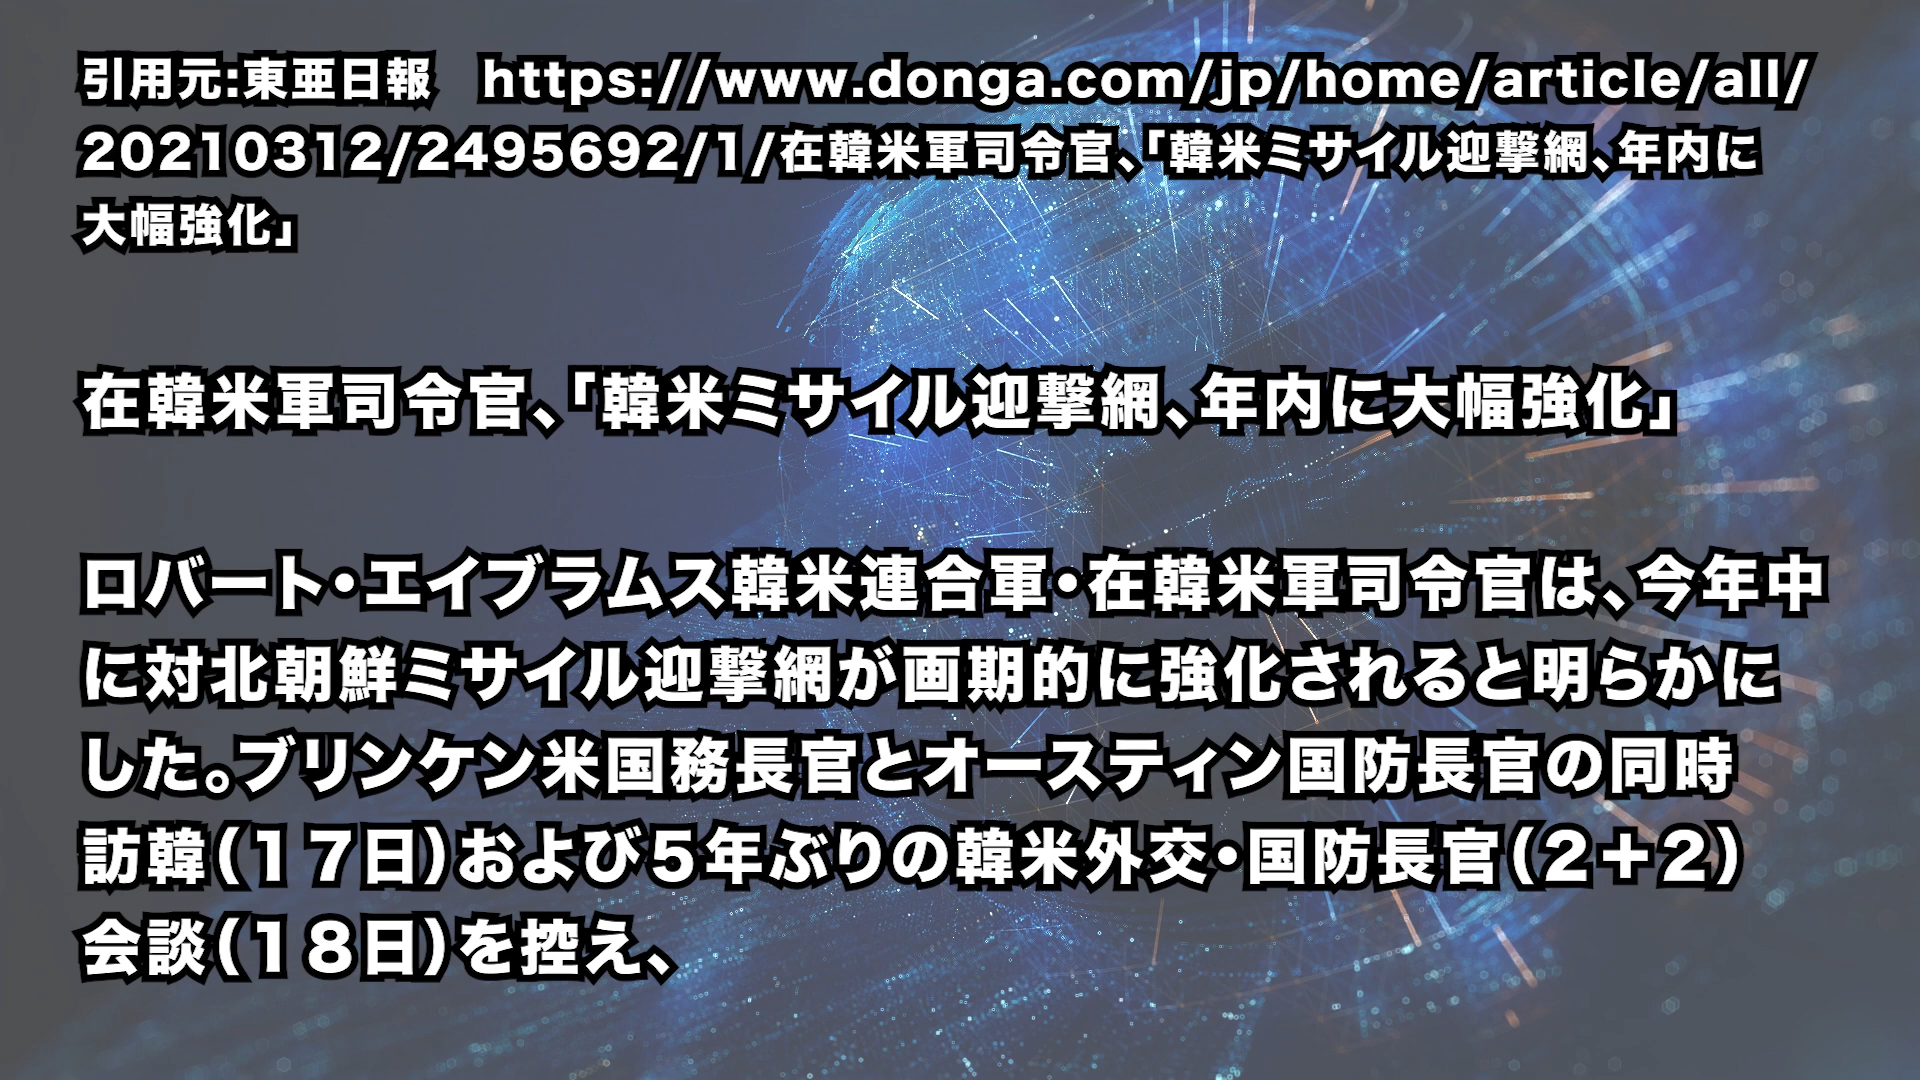 引用元:東亜日報　https://www.donga.com/jp/home/article/all/
20210312/2495692/1/在韓米軍司令官、「韓米ミサイル迎撃網、年内に
大幅強化」
在韓米軍司令官、「韓米ミサイル迎撃網、年内に大幅強化」
ロバート・エイブラムス韓米連合軍・在韓米軍司令官は、今年中
に対北朝鮮ミサイル迎撃網が画期的に強化されると明らかに
した。ブリンケン米国務長官とオースティン国防長官の同時
訪韓（１７日）および５年ぶりの韓米外交・国防長官（２＋２）
会談（１８日）を控え、